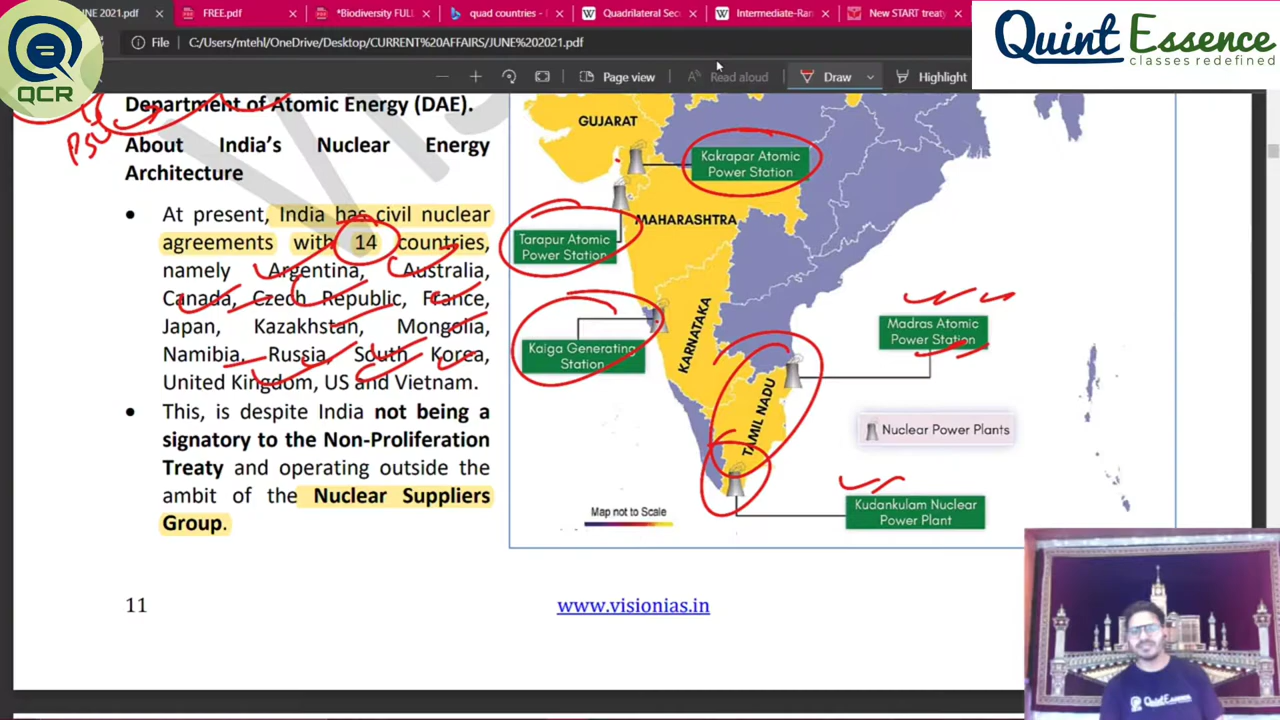 JUNE 2021.pdf
FREE.pdf
*Biodiversity FULL
quad countries -
Quadrilateral Sec
Intermediate-Ran
New START treaty
File
C:/Users/mtehl/OneDrive/Desktop/CURRENT%20AFFAIRS/JUNE%202021.pdf
Page view
Read aloud
Draw
Highlight
Quint Essence
classes redefined
QCR
PSU
Department of Atomic Energy (DAE).
About India's Nuclear Energy
Architecture
• At present, India has civil nuclear
agreements with 14 countries,
namely Argentina, Australia,
Canada, Czech Republic, France,
Japan, Kazakhstan, Mongolia,
Namibia, Russia, South Korea,
United Kingdom, US and Vietnam.
• This, is despite India not being a
signatory to the Non-Proliferation
Treaty and operating outside the
ambit of the Nuclear Suppliers
Group.
GUJARAT
Kakrapar Atomic
Power Station
MAHARASHTRA
Tarapur Atomic
Power Station
KARNATAKA
Kaiga Generating
Station
Madras Atomic
Power Station
TAMIL NADU
Nuclear Power Plants
Kudankulam Nuclear
Power Plant
Map not to Scale
11
www.visionias.in
Quint Essence